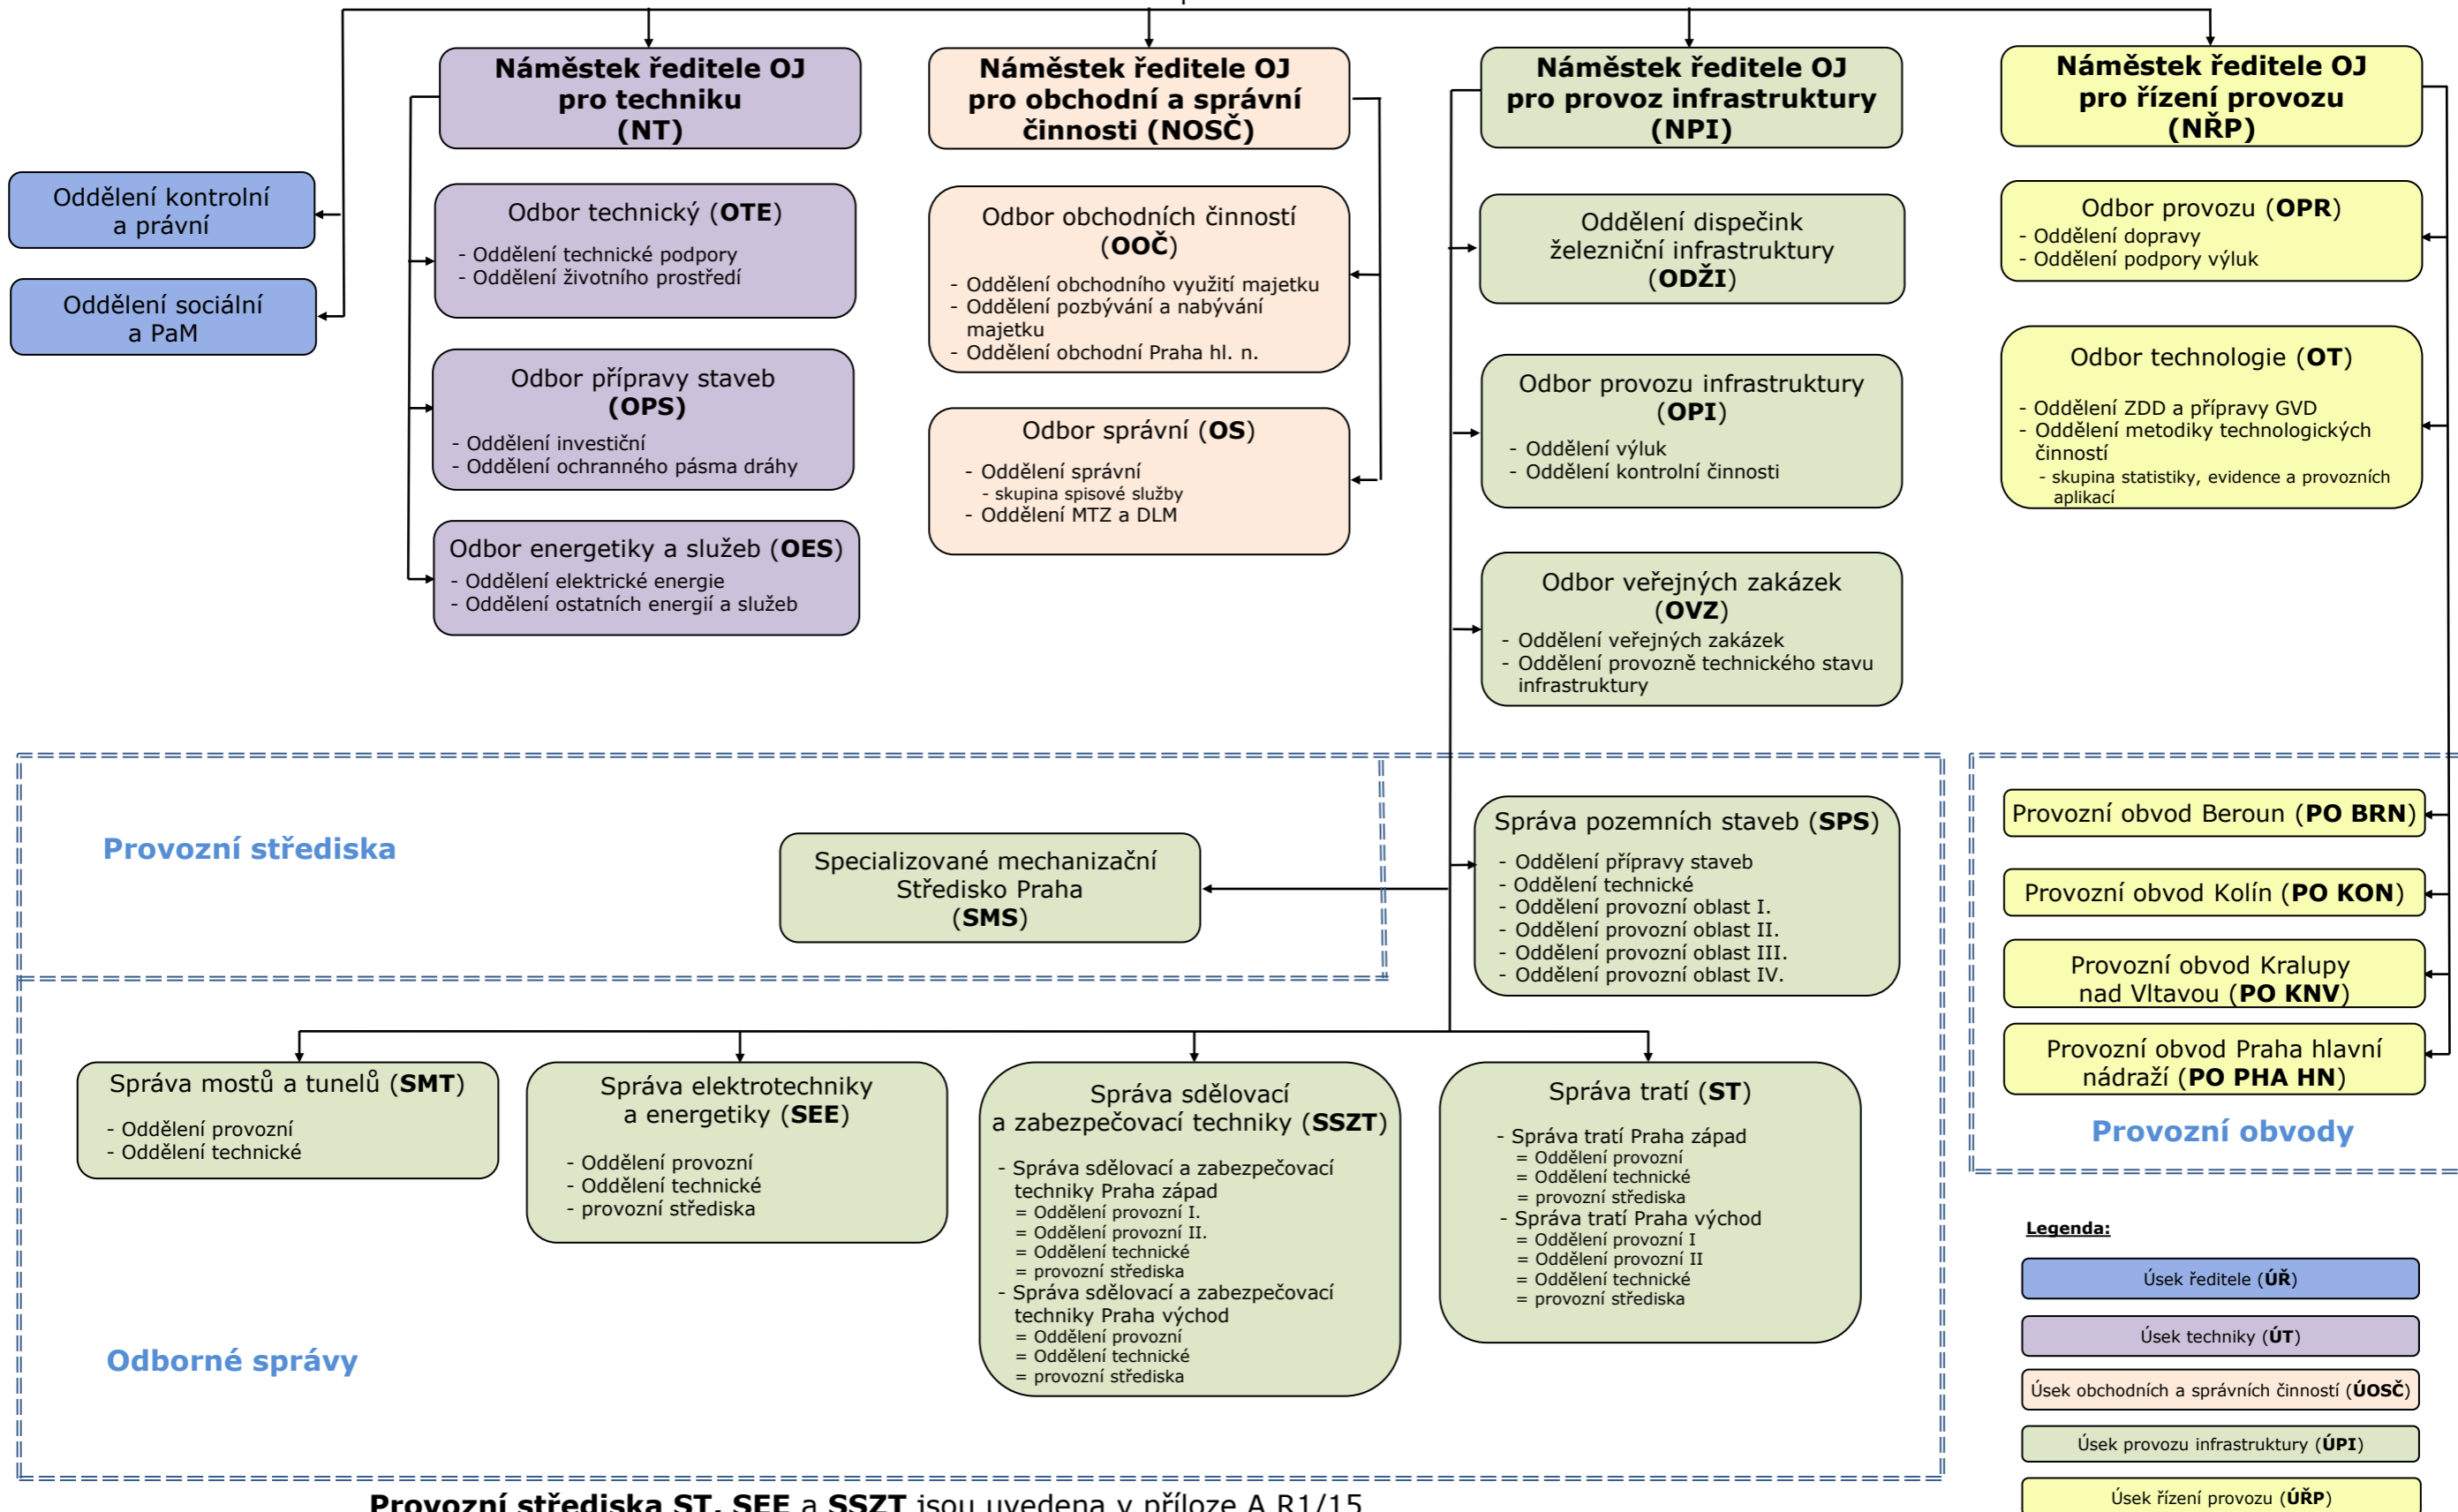 Náměstek ředitele OJ
pro techniku
(NT)
Náměstek ředitele OJ
pro obchodní a správní
činnosti (NOSČ)
Náměstek ředitele OJ
pro provoz infrastruktury
(NPI)
Náměstek ředitele OJ
pro řízení provozu
(NŘP)
Oddělení kontrolní
a právní
Oddělení sociální
a PaM
Odbor technický (OTE)
- Oddělení technické podpory
- Oddělení životního prostředí
Odbor přípravy staveb
(OPS)
- Oddělení investiční
- Oddělení ochranného pásma dráhy
Odbor energetiky a služeb (OES)
- Oddělení elektrické energie
- Oddělení ostatních energií a služeb
Odbor obchodních činností
(OOČ)
- Oddělení obchodního využití majetku
- Oddělení pozbývání a nabývání
majetku
- Oddělení obchodní Praha hl. n.
Odbor správní (OS)
- Oddělení správní
- skupina spisové služby
- Oddělení MTZ a DLM
Oddělení dispečink
železniční infrastruktury
(ODŽI)
Odbor provozu infrastruktury
(OPI)
- Oddělení výluk
- Oddělení kontrolní činnosti
Odbor veřejných zakázek
(OVZ)
- Oddělení veřejných zakázek
- Oddělení provozně technického stavu
infrastruktury
Odbor provozu (OPR)
- Oddělení dopravy
- Oddělení podpory výluk
Odbor technologie (OT)
- Oddělení ZDD a přípravy GVD
- Oddělení metodiky technologických
činností
- skupina statistiky, evidence a provozních
aplikací
Provozní střediska
Specializované mechanizační
Středisko Praha
(SMS)
Správa pozemních staveb (SPS)
- Oddělení přípravy staveb
- Oddělení technické
- Oddělení provozní oblast I.
- Oddělení provozní oblast II.
- Oddělení provozní oblast III.
- Oddělení provozní oblast IV.
Provozní obvod Beroun (PO BRN)
Provozní obvod Kolín (PO KON)
Provozní obvod Kralupy
nad Vltavou (PO KNV)
Provozní obvod Praha hlavní
nádraží (PO PHA HN)
Provozní obvody
Správa mostů a tunelů (SMT)
- Oddělení provozní
- Oddělení technické
Správa elektrotechniky
a energetiky (SEE)
- Oddělení provozní
- Oddělení technické
- provozní střediska
Správa sdělovací
a zabezpečovací techniky (SSZT)
- Správa sdělovací a zabezpečovací
techniky Praha západ
= Oddělení provozní I.
= Oddělení provozní II.
= Oddělení technické
= provozní střediska
- Správa sdělovací a zabezpečovací
techniky Praha východ
= Oddělení provozní
= Oddělení technické
= provozní střediska
Správa tratí (ST)
- Správa tratí Praha západ
= Oddělení provozní
= Oddělení technické
= provozní střediska
- Správa tratí Praha východ
= Oddělení provozní I
= Oddělení provozní II
= Oddělení technické
= provozní střediska
Odborné správy
Legenda:
Úsek ředitele (ÚŘ)
Úsek techniky (ÚT)
Úsek obchodních a správních činností (ÚOSČ)
Úsek provozu infrastruktury (ÚPI)
Úsek řízení provozu (ÚŘP)
Provozní střediska ST, SEE a SSZT jsou uvedena v příloze A R1/15